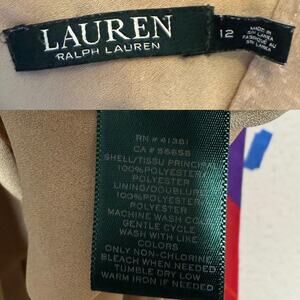 LAUREN
RALPH LAUREN
12
MADE IN
SRI LANKA
FABRIQUÉ AU
SRI LANKA
RN # 41381
CA # 56656
SHELL/TISSU PRINCIPAL
100%POLYESTER/
POLYESTER
LINING/DOUBLURE
100%POLYESTER/
POLYESTER
MACHINE WASH COLD
GENTLE CYCLE
WASH WITH LIKE
COLORS
ONLY NON-CHLORINE
BLEACH WHEN NEEDED
TUMBLE DRY LOW
WARM IRON IF NEEDED